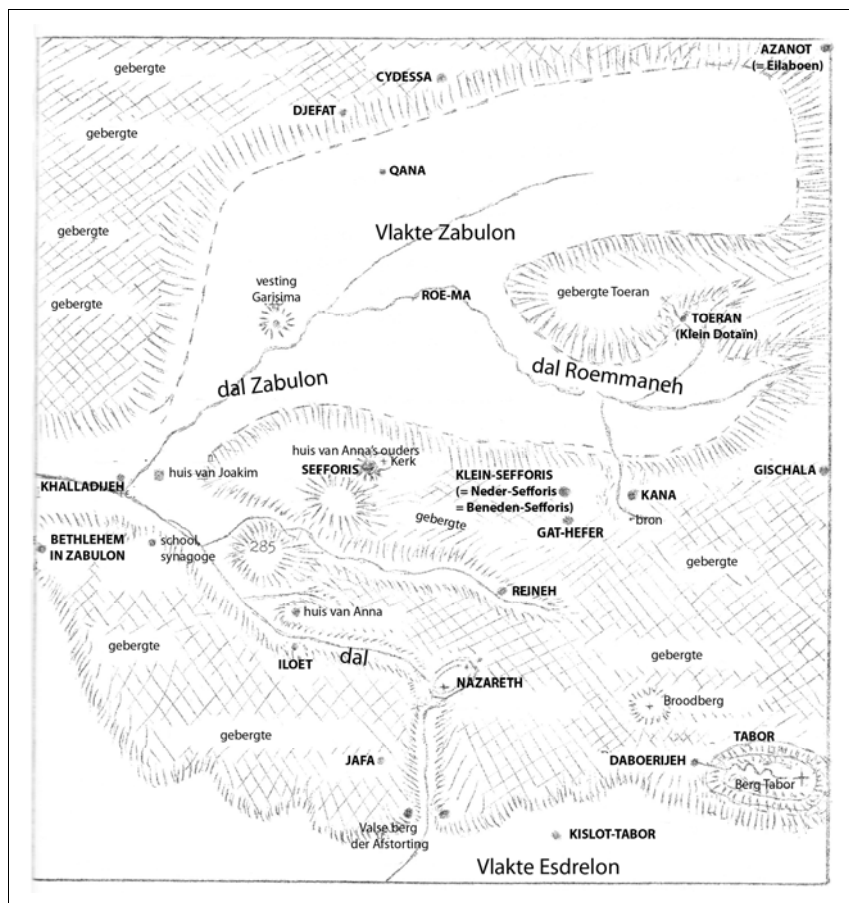 AZANOT
(= Eilaboen)
gebergte
CYDESSA
DJEFAT
gebergte
QANA
Vlakte Zabulon
gebergte
vesting
Garisima
ROE-MA
gebergte Toeran
gebergte
TOERAN
(Klein Dotaïn)
dal Zabulon
dal Roemmaneh
huis van Anna's ouders
Kerk
SEFFORIS
huis van Joakim
KHALLADIJEH
KLEIN-SEFFORIS
(= Neder-Sefforis
= Beneden-Sefforis)
GISCHALA
KANA
gebergte
bron
GAT-HEFER
BETHLEHEM
IN ZABULON
school,
synagoge
285
gebergte
REINEH
huis van Anna
gebergte
ILOET
dal
gebergte
NAZARETH
Broodberg
gebergte
TABOR
JAFA
DABOERIJEH
Berg Tabor
Valse berg
der Afstorting
KISLOT-TABOR
Vlakte Esdrelon